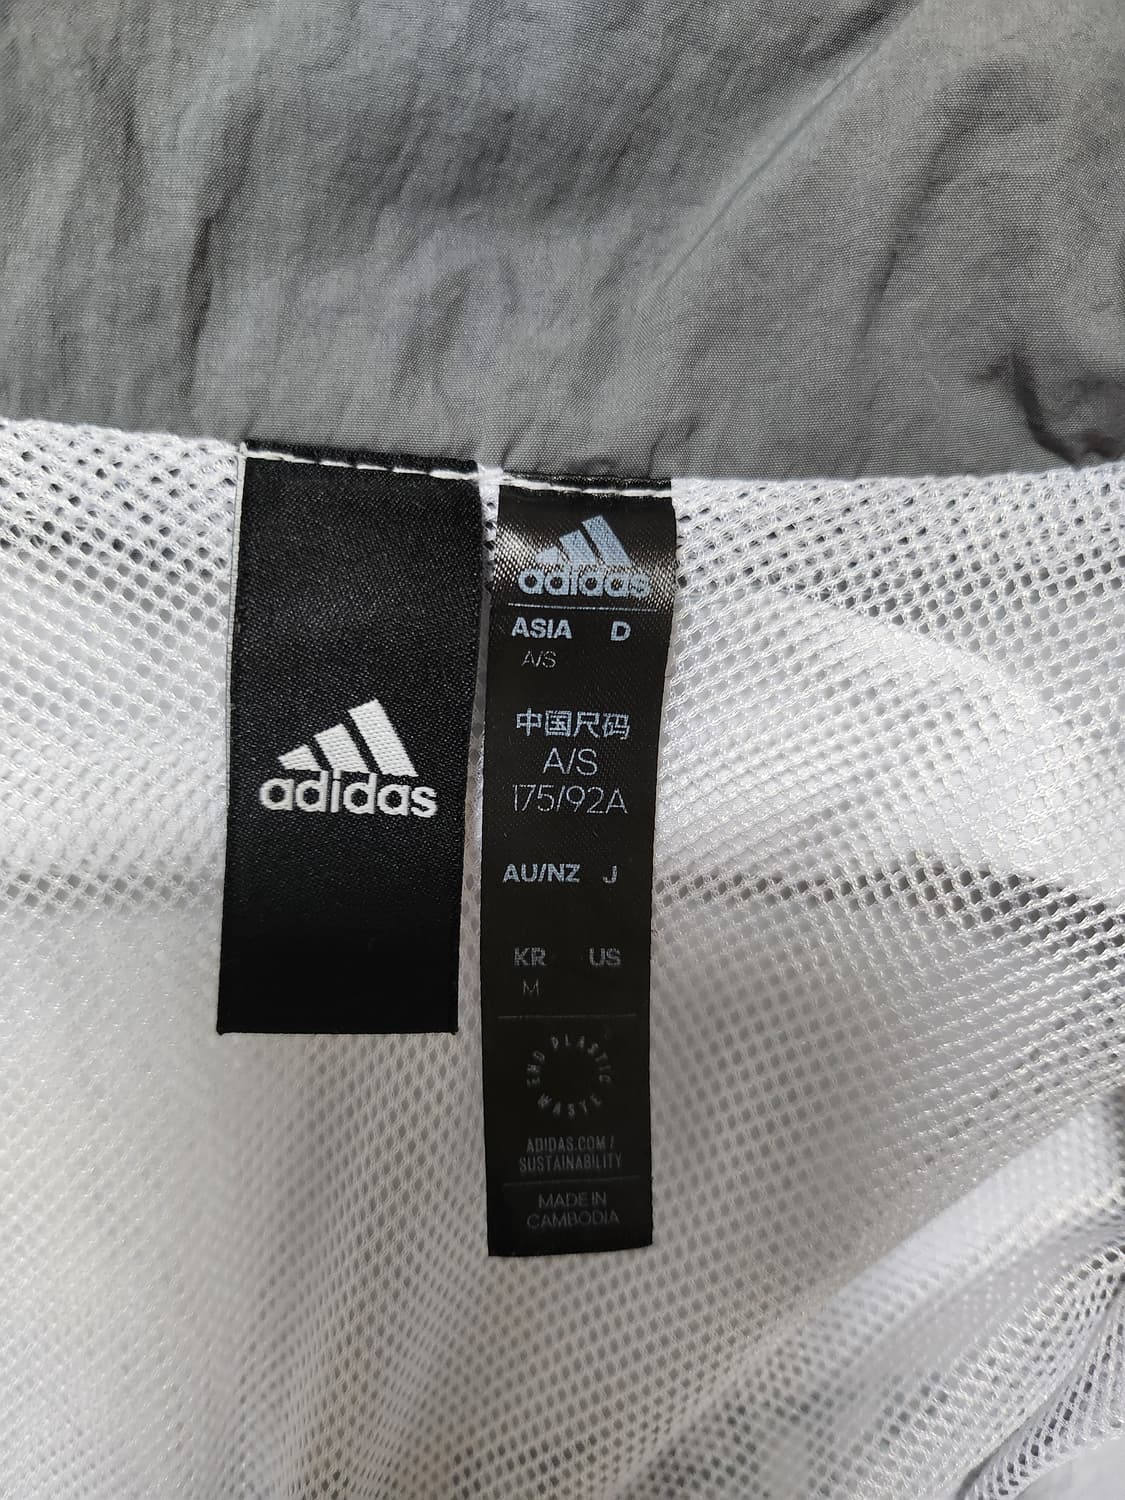 adidas
adidas
ASIA D
A/S
中国尺码
A/S
175/92A
AU/NZ J
KR US
M
END PLASTIC WASTE
ADIDAS.COM/
SUSTAINABILITY
MADE IN
CAMBODIA